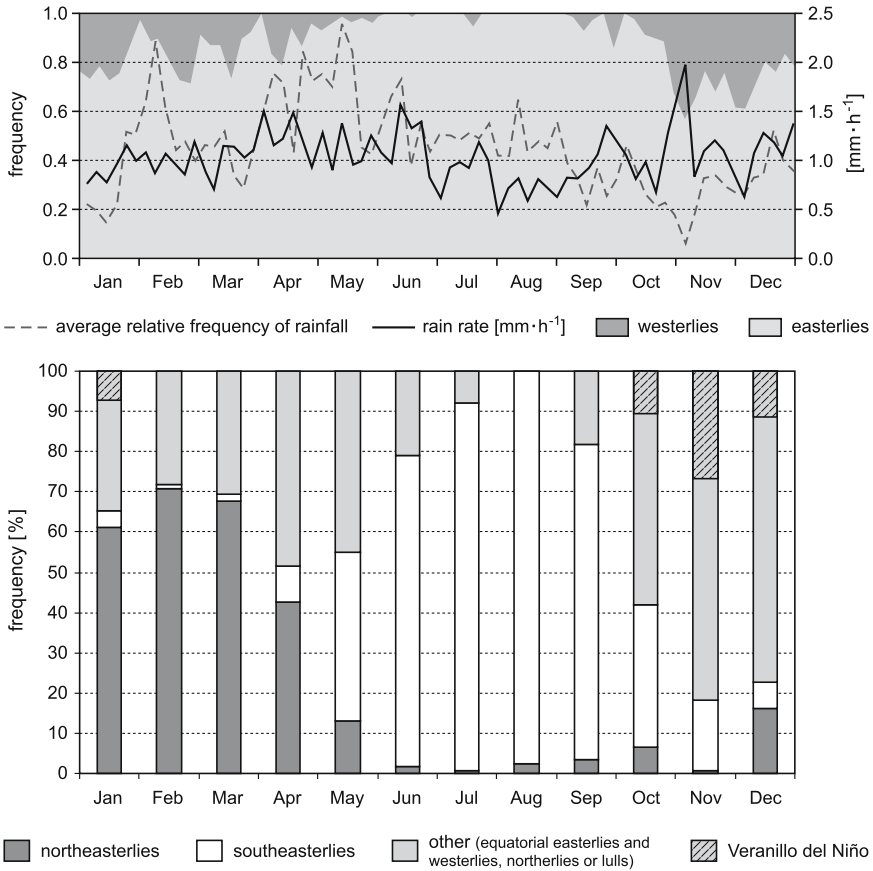 1.0 2.5
0.8 2.0
0.6 1.5
0.4 1.0
0.2 0.5
0.0 0.0
frequency
[mm·h⁻¹]
Jan Feb Mar Apr May Jun Jul Aug Sep Oct Nov Dec
average relative frequency of rainfall rain rate [mm·h⁻¹] westerlies easterlies
100
90
80
70
60
50
40
30
20
10
0
frequency [%]
Jan Feb Mar Apr May Jun Jul Aug Sep Oct Nov Dec
northeasterlies southeasterlies other (equatorial easterlies and
westerlies, northerlies or lulls) Veranillo del Niño